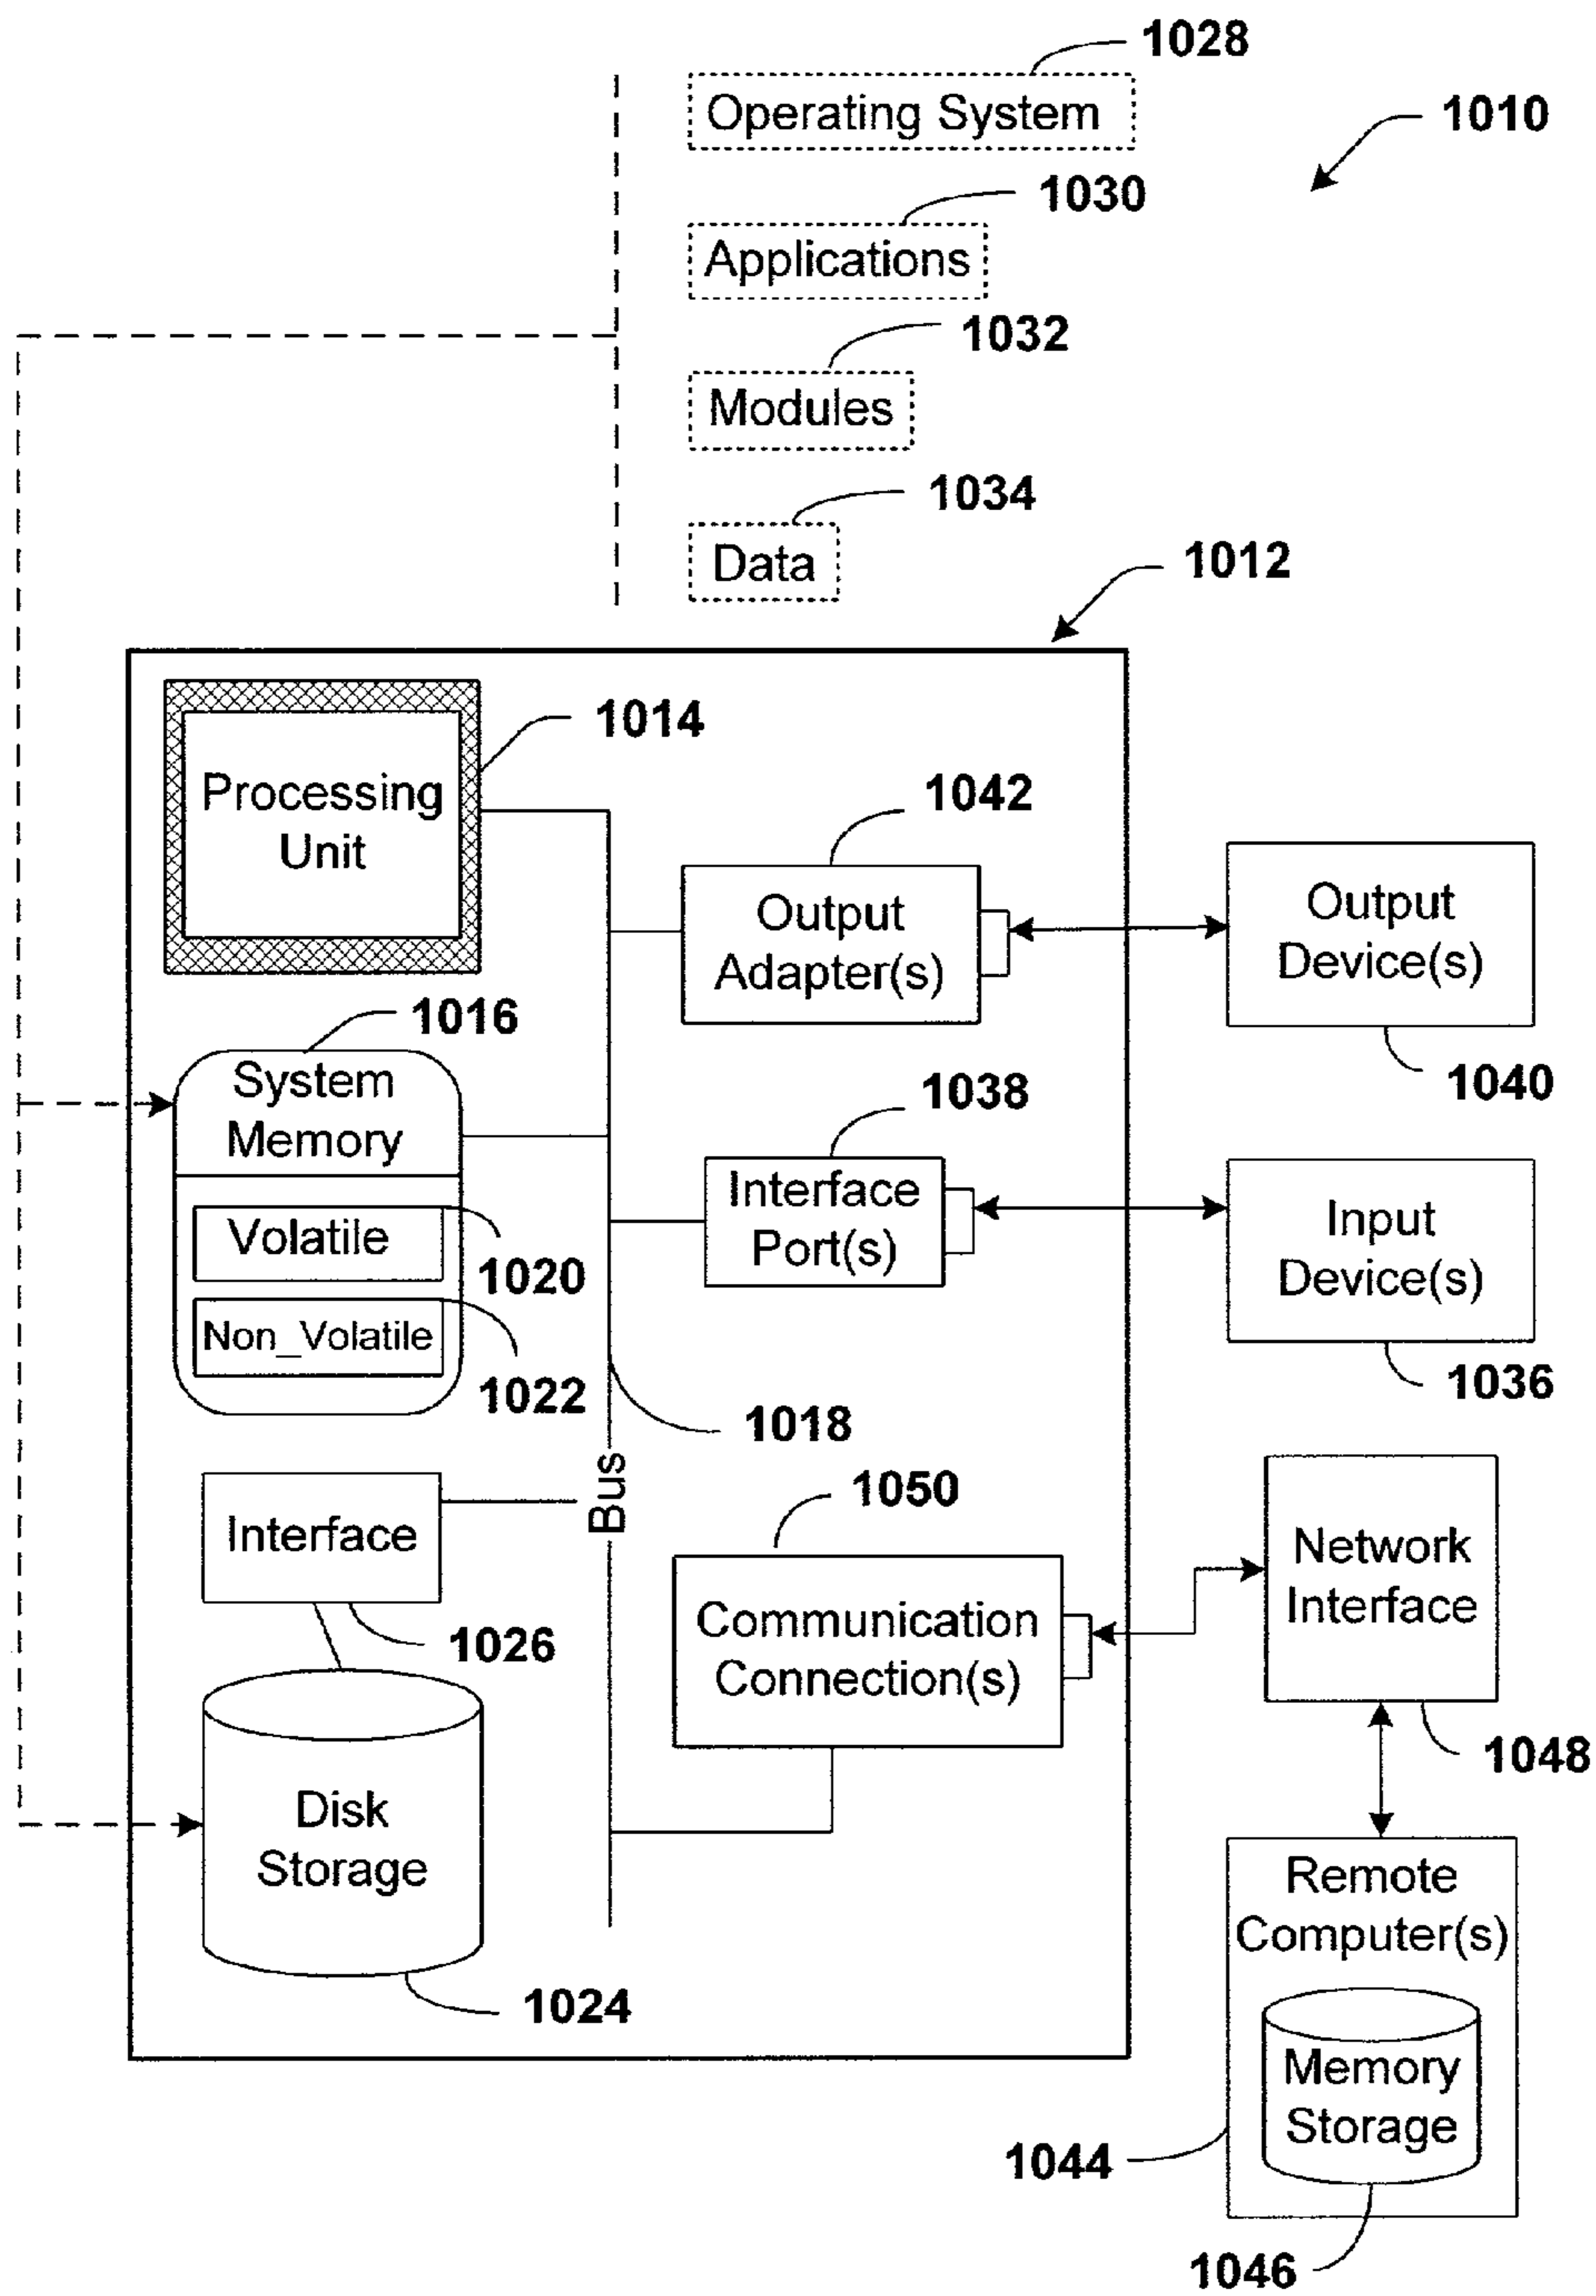 1028
Operating System
1010
1030
Applications
1032
Modules
1034
Data
1012
1014
Processing
Unit
1042
Output
Adapter(s)
Output
Device(s)
1040
1016
System
Memory
1038
Interface
Port(s)
Input
Device(s)
1036
Volatile
1020
Non_Volatile
1022
1018
Bus
1050
Interface
1026
Communication
Connection(s)
Network
Interface
1048
Disk
Storage
1024
Remote
Computer(s)
Memory
Storage
1044
1046